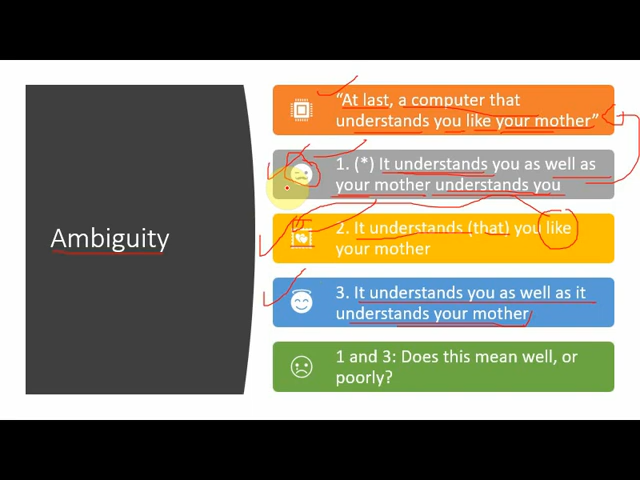 Ambiguity
“At last, a computer that
understands you like your mother”
1. (*) It understands you as well as
your mother understands you
2. It understands (that) you like
your mother
3. It understands you as well as it
understands your mother
1 and 3: Does this mean well, or
poorly?